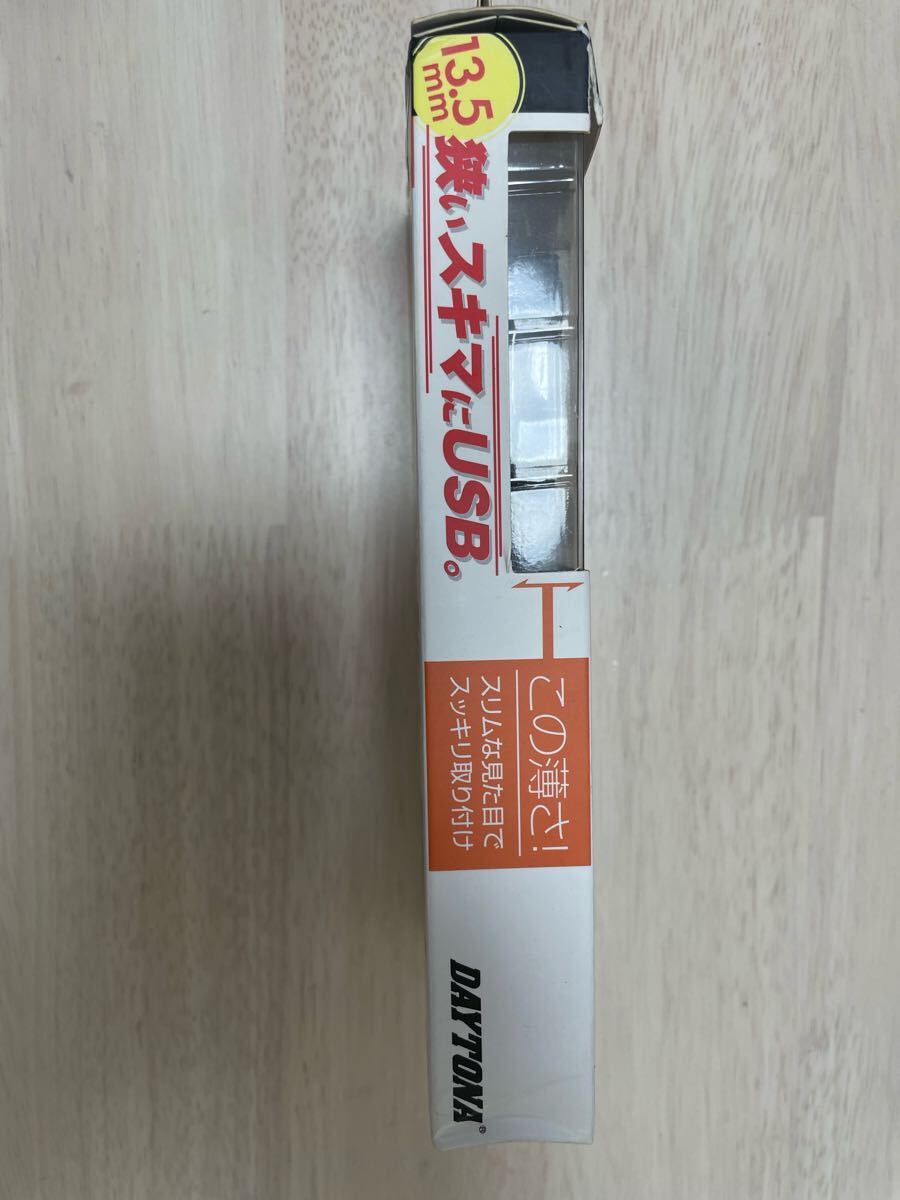 13.5
mm
狭いスキマにUSB。
この薄さ!
スリムな見た目で
スッキリ取り付け
DAYTONA®